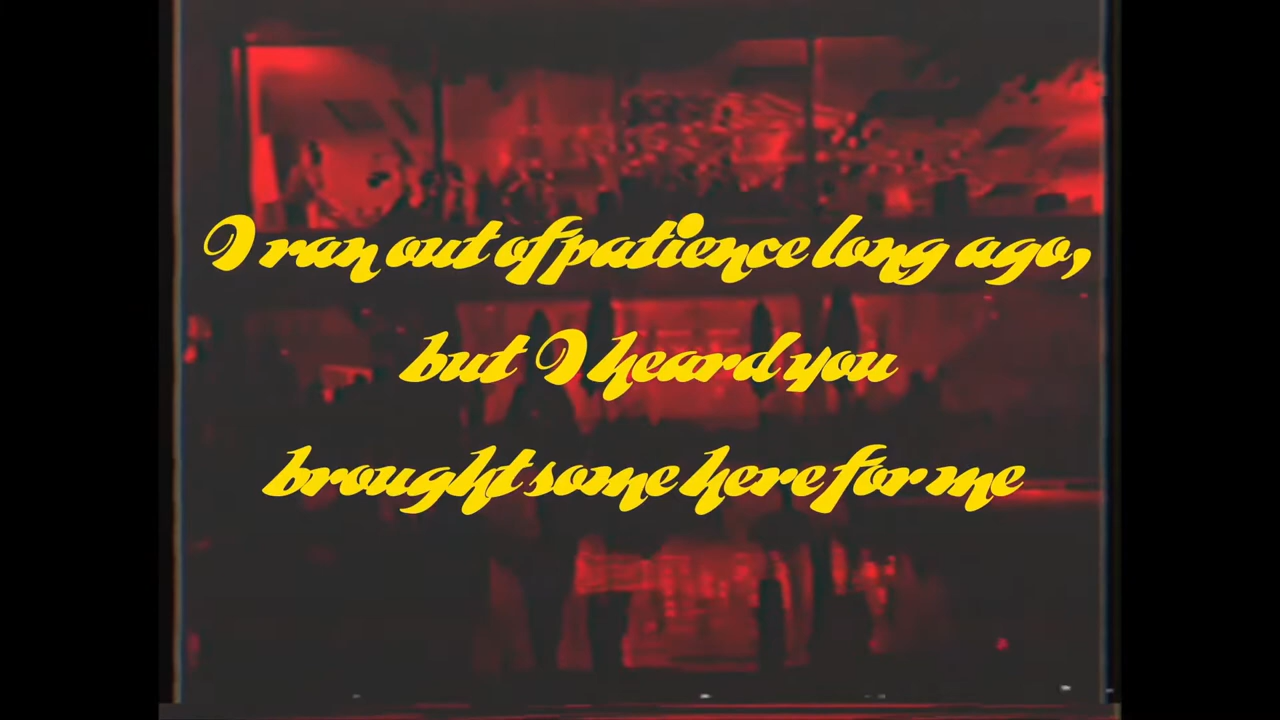 I ran out of patience long ago,
but I heard you
brought some here for me